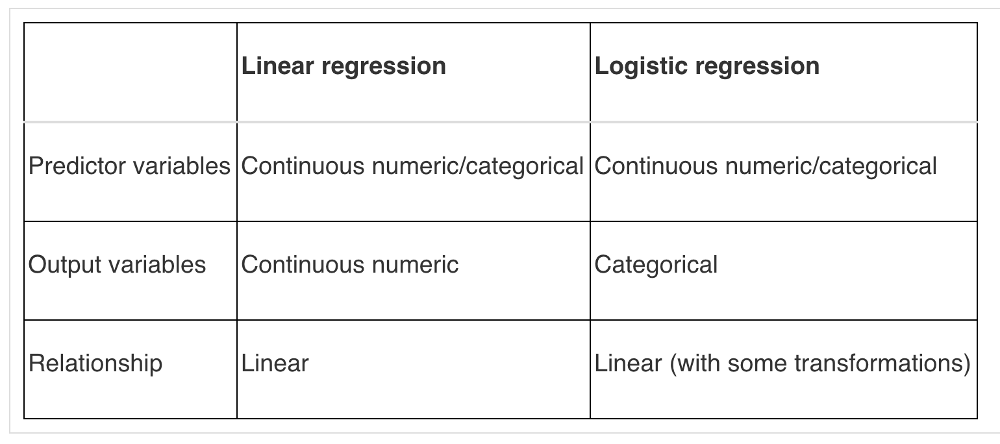 Linear regression
Logistic regression
Predictor variables
Continuous numeric/categorical
Continuous numeric/categorical
Output variables
Continuous numeric
Categorical
Relationship
Linear
Linear (with some transformations)